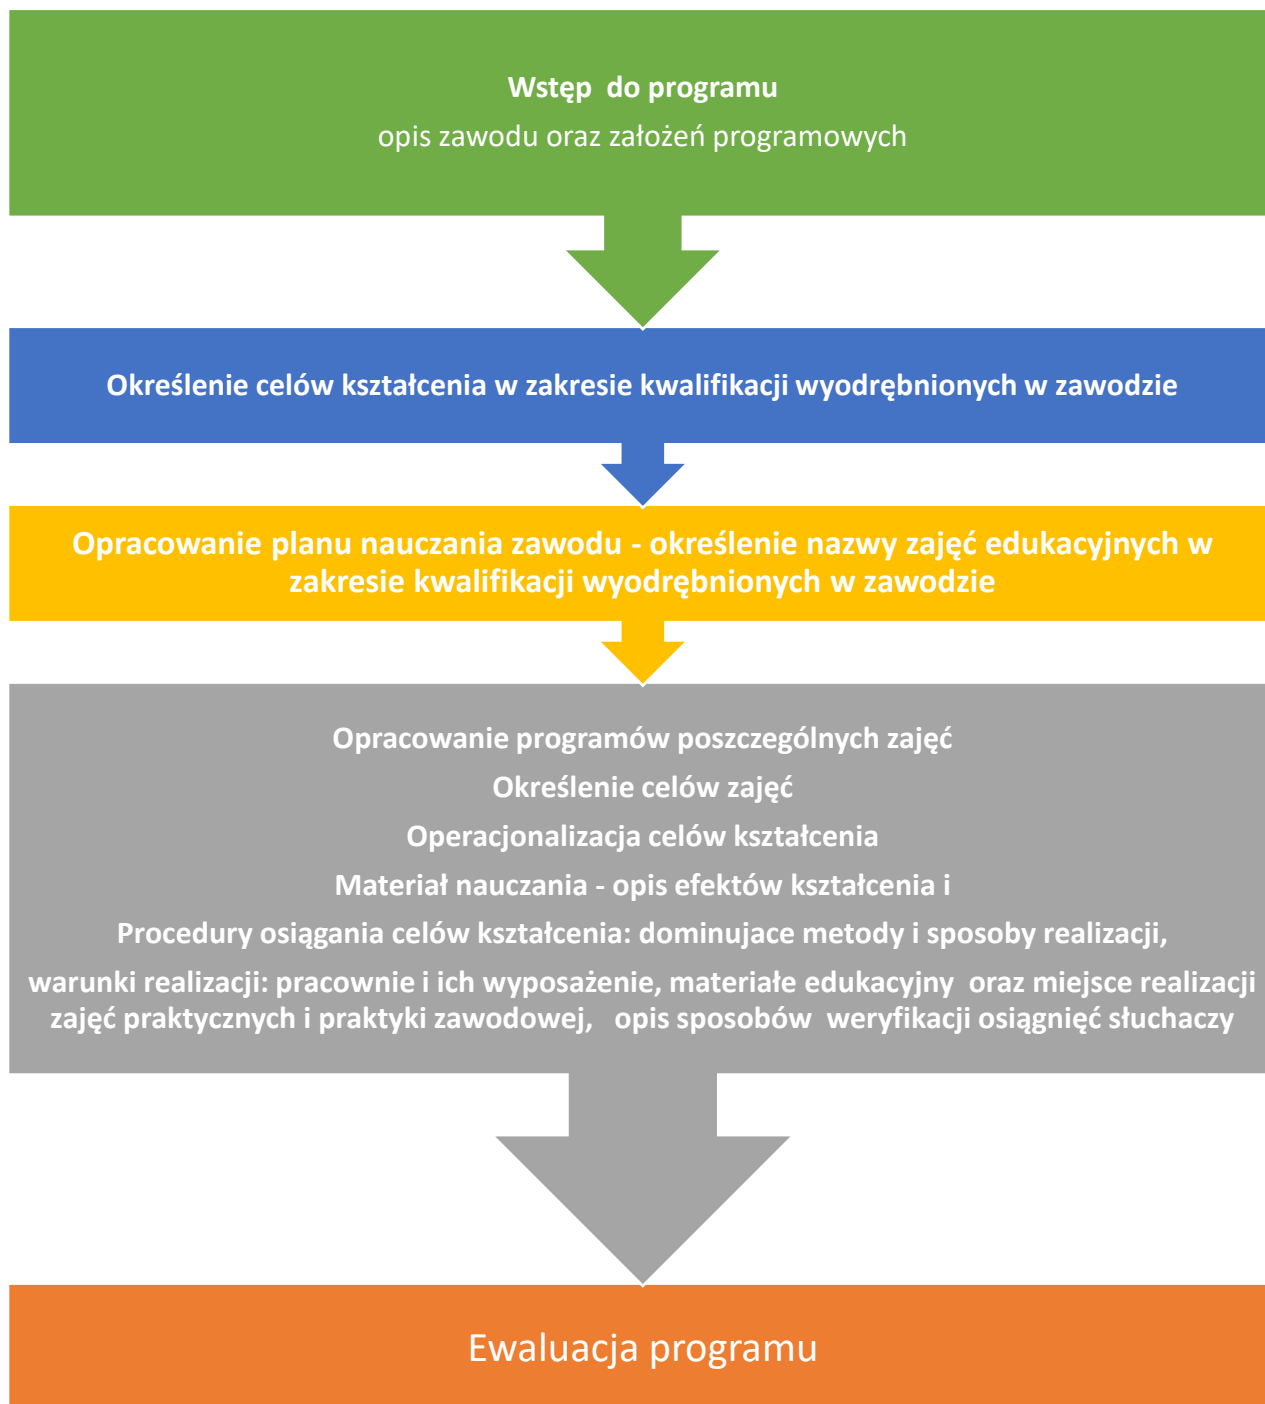 Wstęp  do programu
opis zawodu oraz założeń programowych
Określenie celów kształcenia w zakresie kwalifikacji wyodrębnionych w zawodzie
Opracowanie planu nauczania zawodu - określenie nazwy zajęć edukacyjnych w
zakresie kwalifikacji wyodrębnionych w zawodzie
Opracowanie programów poszczególnych zajęć
Określenie celów zajęć
Operacjonalizacja celów kształcenia
Materiał nauczania - opis efektów kształcenia i
Procedury osiągania celów kształcenia: dominujace metody i sposoby realizacji,
warunki realizacji: pracownie i ich wyposażenie, materiałe edukacyjny  oraz miejsce realizacji
zajęć praktycznych i praktyki zawodowej,   opis sposobów  weryfikacji osiągnięć słuchaczy
Ewaluacja programu